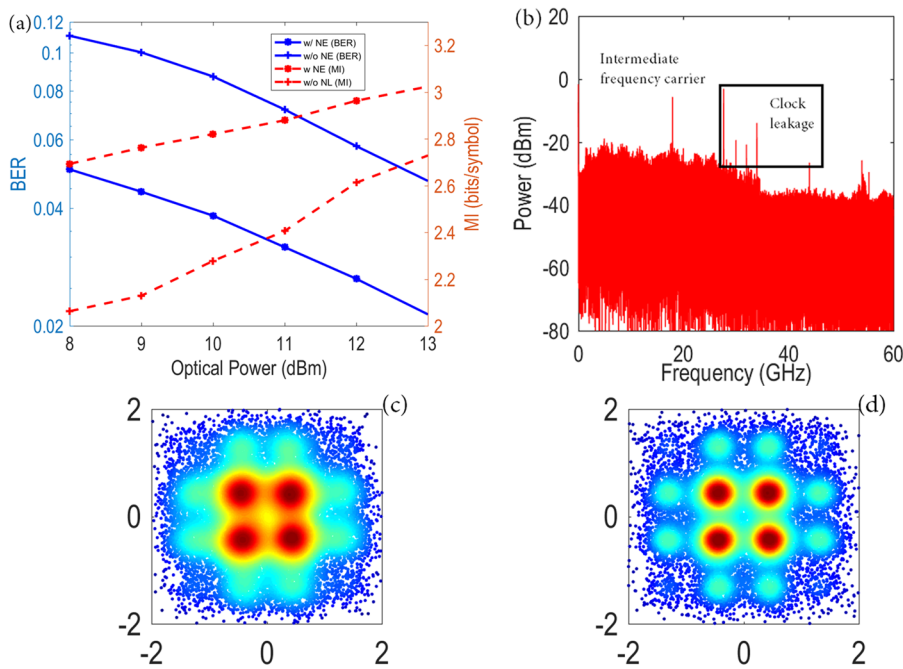 (a)
0.12
0.1
0.08
0.06
0.04
0.02
BER
w/ NE (BER)
w/o NE (BER)
w NE (MI)
w/o NL (MI)
3.2
3
2.8
2.6
2.4
2.2
2
MI (bits/symbol)
8 9 10 11 12 13
Optical Power (dBm)
(b)
20
0
-20
-40
-60
-80
Power (dBm)
Intermediate
frequency carrier
Clock
leakage
0 20 40 60
Frequency (GHz)
(c)
2
0
-2
-2 0 2
(d)
2
0
-2
-2 0 2